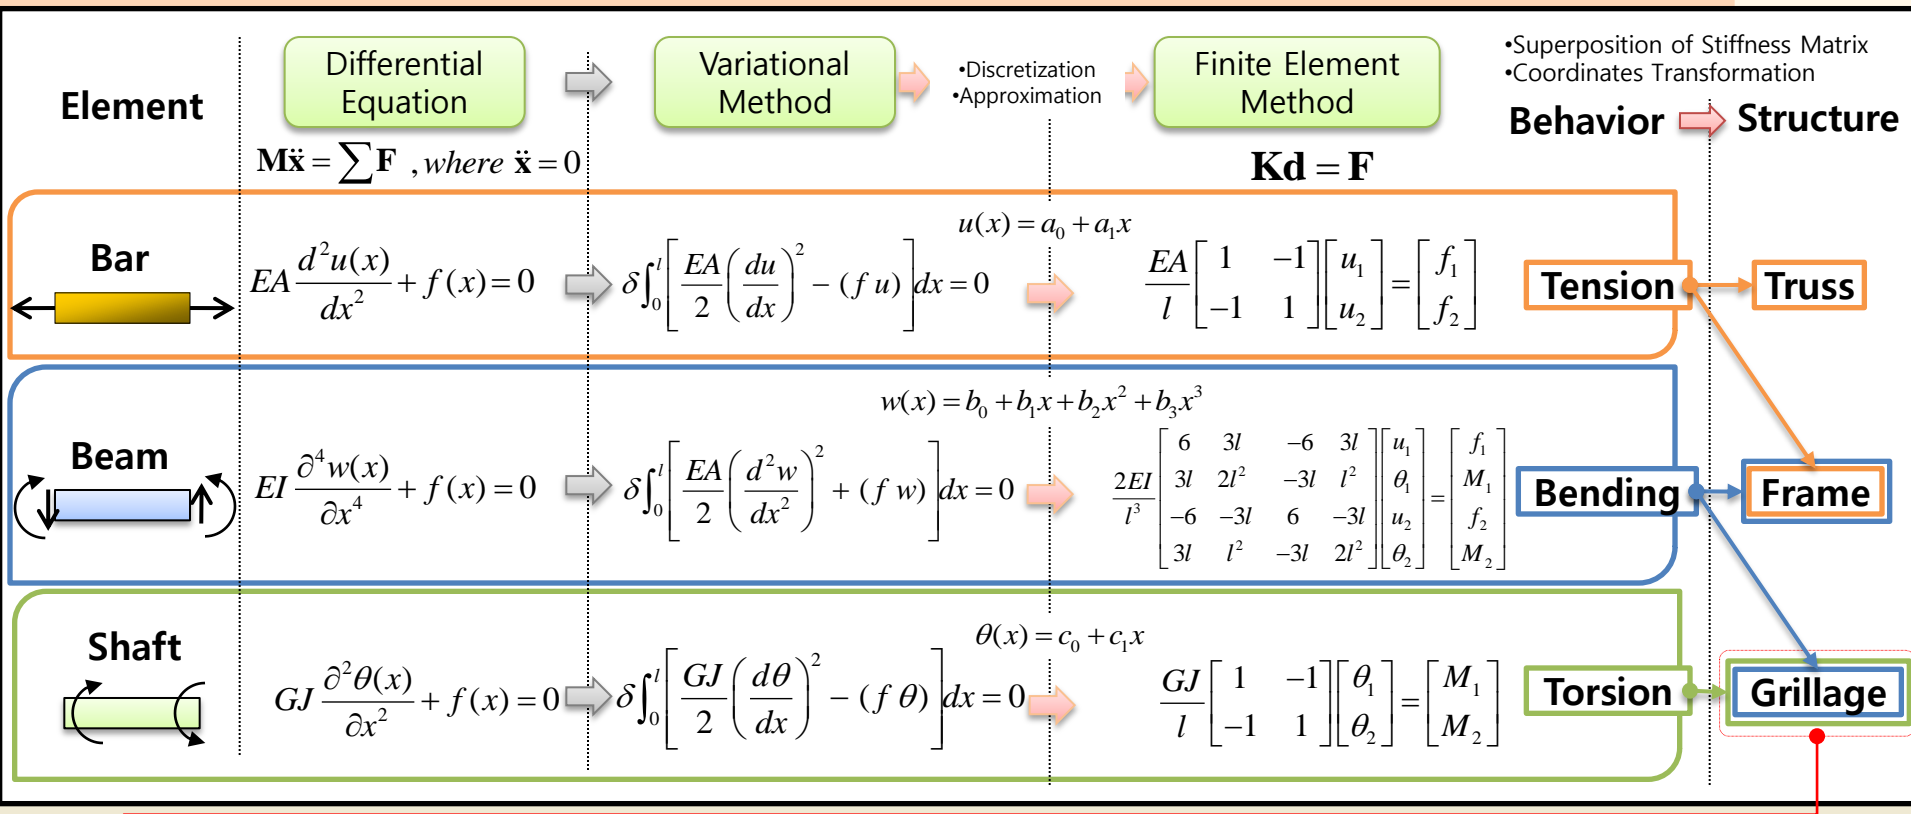 Element
Differential Equation
Variational Method
•Discretization
•Approximation
Finite Element Method
•Superposition of Stiffness Matrix
•Coordinates Transformation
Behavior
Structure
Mẍ = ∑F , where ẍ = 0
Kd = F
Bar
EA d²u(x)/dx² + f(x) = 0
δ∫₀ˡ [ EA/2 (du/dx)² − (f u) ] dx = 0
u(x) = a₀ + a₁x
EA/l [1 −1; −1 1] [u₁; u₂] = [f₁; f₂]
Tension
Truss
Beam
EI ∂⁴w(x)/∂x⁴ + f(x) = 0
δ∫₀ˡ [ EA/2 (d²w/dx²)² + (f w) ] dx = 0
w(x) = b₀ + b₁x + b₂x² + b₃x³
2EI/l³ [6 3l −6 3l; 3l 2l² −3l l²; −6 −3l 6 −3l; 3l l² −3l 2l²] [u₁; θ₁; u₂; θ₂] = [f₁; M₁; f₂; M₂]
Bending
Frame
Shaft
GJ ∂²θ(x)/∂x² + f(x) = 0
δ∫₀ˡ [ GJ/2 (dθ/dx)² − (f θ) ] dx = 0
θ(x) = c₀ + c₁x
GJ/l [1 −1; −1 1] [θ₁; θ₂] = [M₁; M₂]
Torsion
Grillage